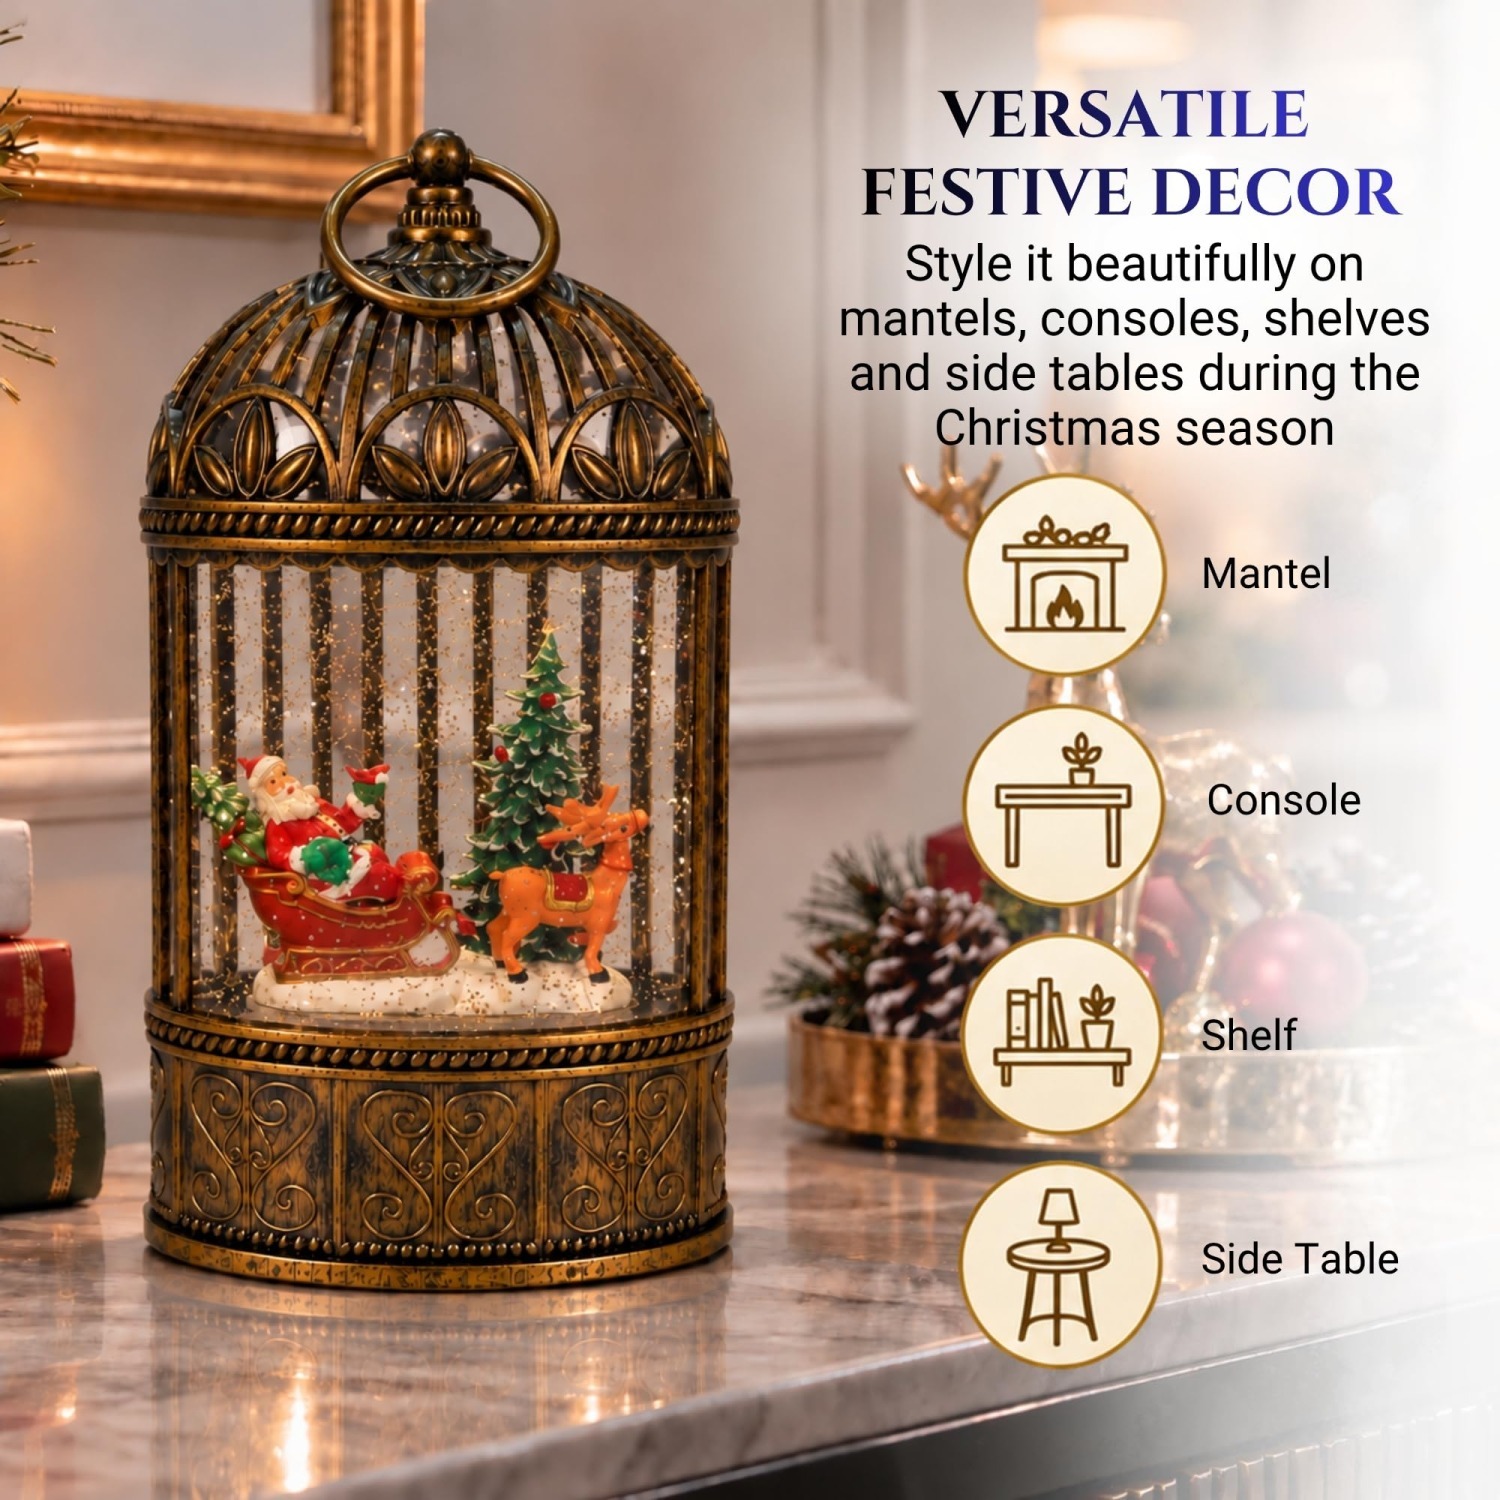 VERSATILE
FESTIVE DECOR
Style it beautifully on
mantels, consoles, shelves
and side tables during the
Christmas season
Mantel
Console
Shelf
Side Table